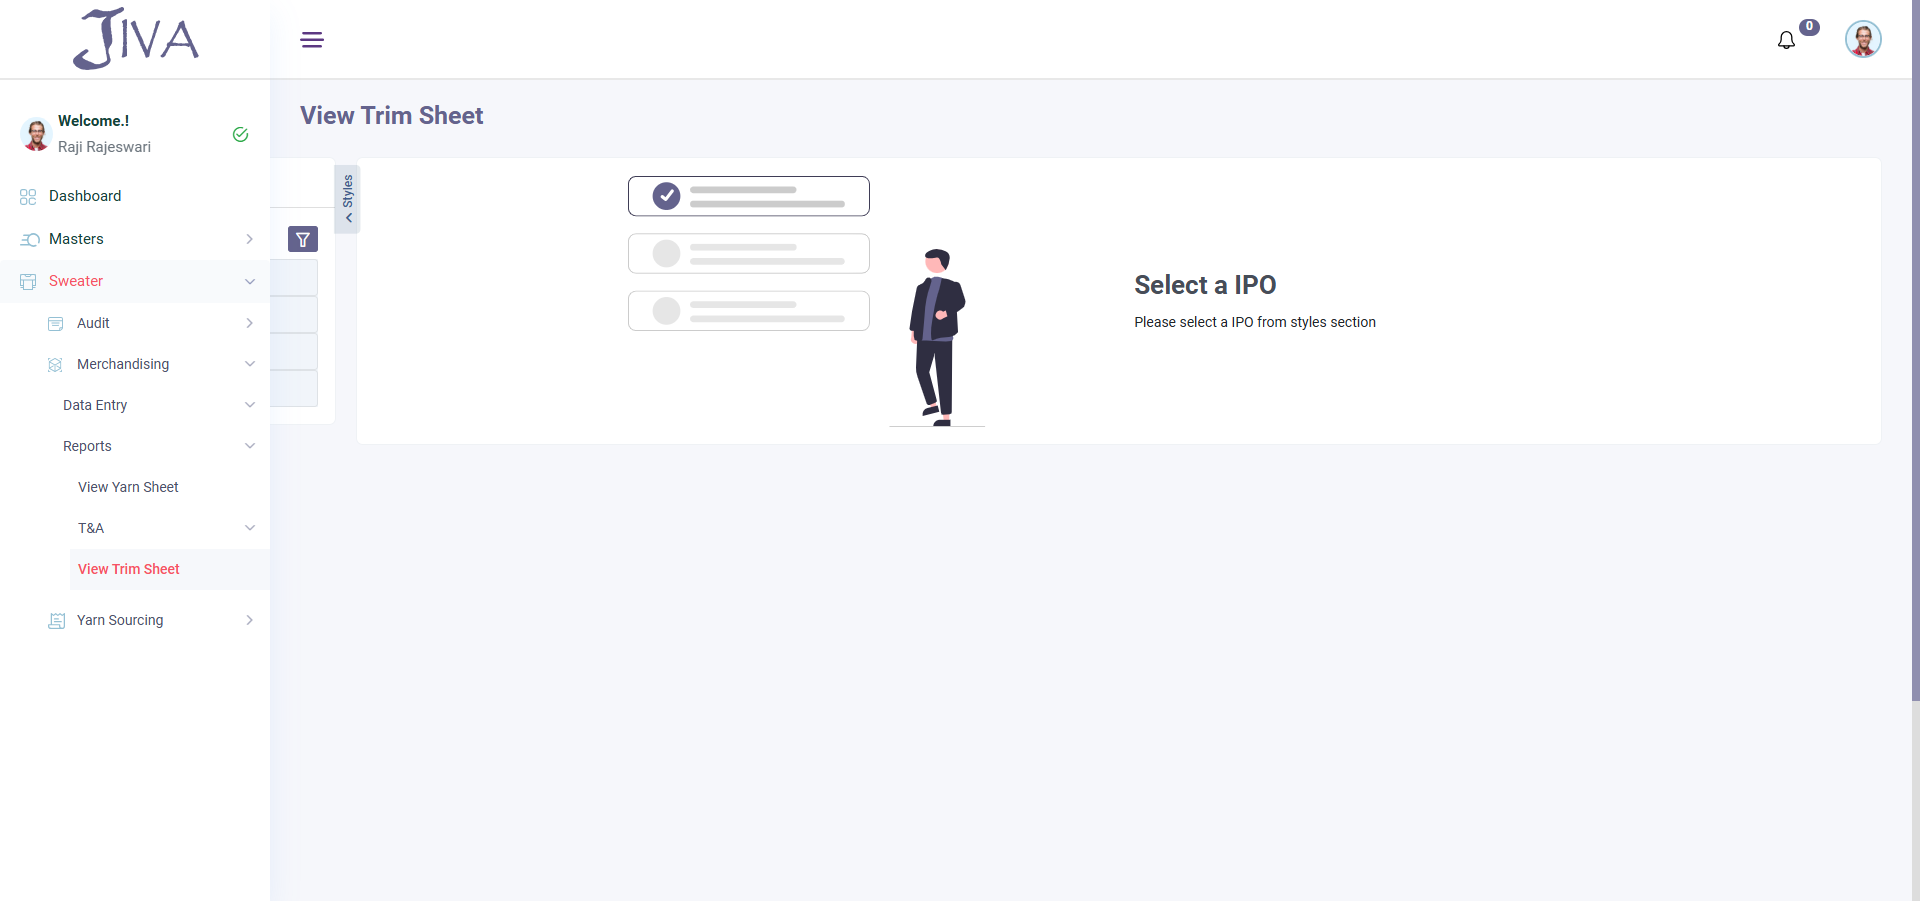 JIVA
0
Welcome.!
Raji Rajeswari
Dashboard
Masters
Sweater
Audit
Merchandising
Data Entry
Reports
View Yarn Sheet
T&A
View Trim Sheet
Yarn Sourcing
View Trim Sheet
Styles
Select a IPO
Please select a IPO from styles section